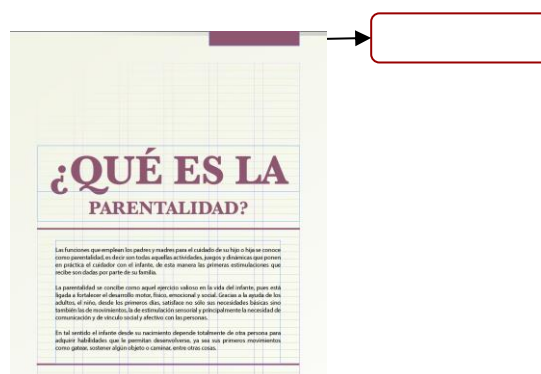 ¿QUÉ ES LA
PARENTALIDAD?
Las funciones que emplean los padres y madres para el cuidado de su hijo o hija se conoce
como parentalidad, es decir son todas aquellas actividades, juegos y dinámicas que ponen
en práctica el cuidador con el infante, de esta manera las primeras estimulaciones que
recibe son dadas por parte de su familia.
La parentalidad se concibe como aquel ejercicio valioso en la vida del infante, pues está
ligada a fortalecer el desarrollo motor, físico, emocional y social. Gracias a la ayuda de los
adultos, el niño, desde los primeros días, satisface no sólo sus necesidades básicas sino
también las de movimientos, la de estimulación sensorial y principalmente la necesidad de
comunicación y de vínculo social y afectivo con las personas.
En tal sentido el infante desde su nacimiento depende totalmente de otra persona para
adquirir habilidades que le permitan desenvolverse, ya sea sus primeros movimientos
como gatear, sostener algún objeto o caminar, entre otras cosas.